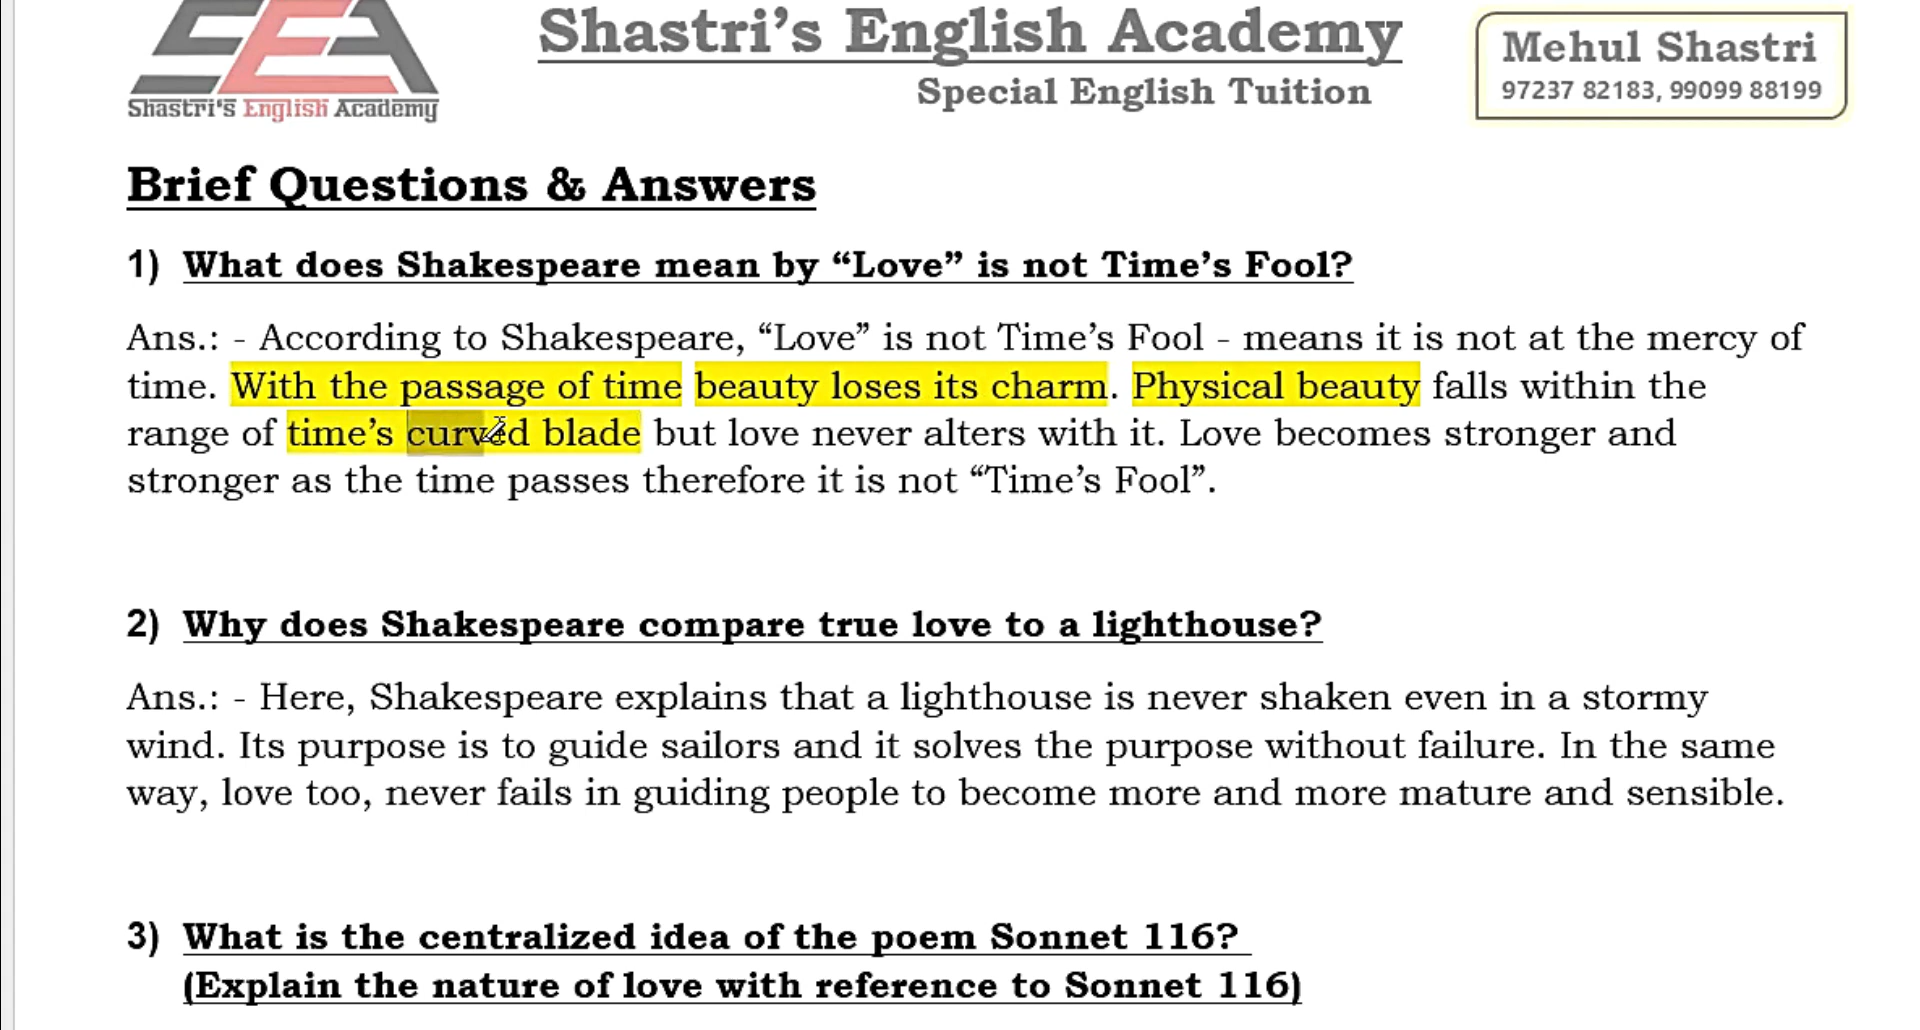 Shastri's English Academy
Shastri’s English Academy
Special English Tuition
Mehul Shastri
97237 82183, 99099 88199
Brief Questions & Answers
1) What does Shakespeare mean by “Love” is not Time’s Fool?
Ans.: - According to Shakespeare, “Love” is not Time’s Fool - means it is not at the mercy of
time. With the passage of time beauty loses its charm. Physical beauty falls within the
range of time’s curved blade but love never alters with it. Love becomes stronger and
stronger as the time passes therefore it is not “Time’s Fool”.
2) Why does Shakespeare compare true love to a lighthouse?
Ans.: - Here, Shakespeare explains that a lighthouse is never shaken even in a stormy
wind. Its purpose is to guide sailors and it solves the purpose without failure. In the same
way, love too, never fails in guiding people to become more and more mature and sensible.
3) What is the centralized idea of the poem Sonnet 116?
(Explain the nature of love with reference to Sonnet 116)